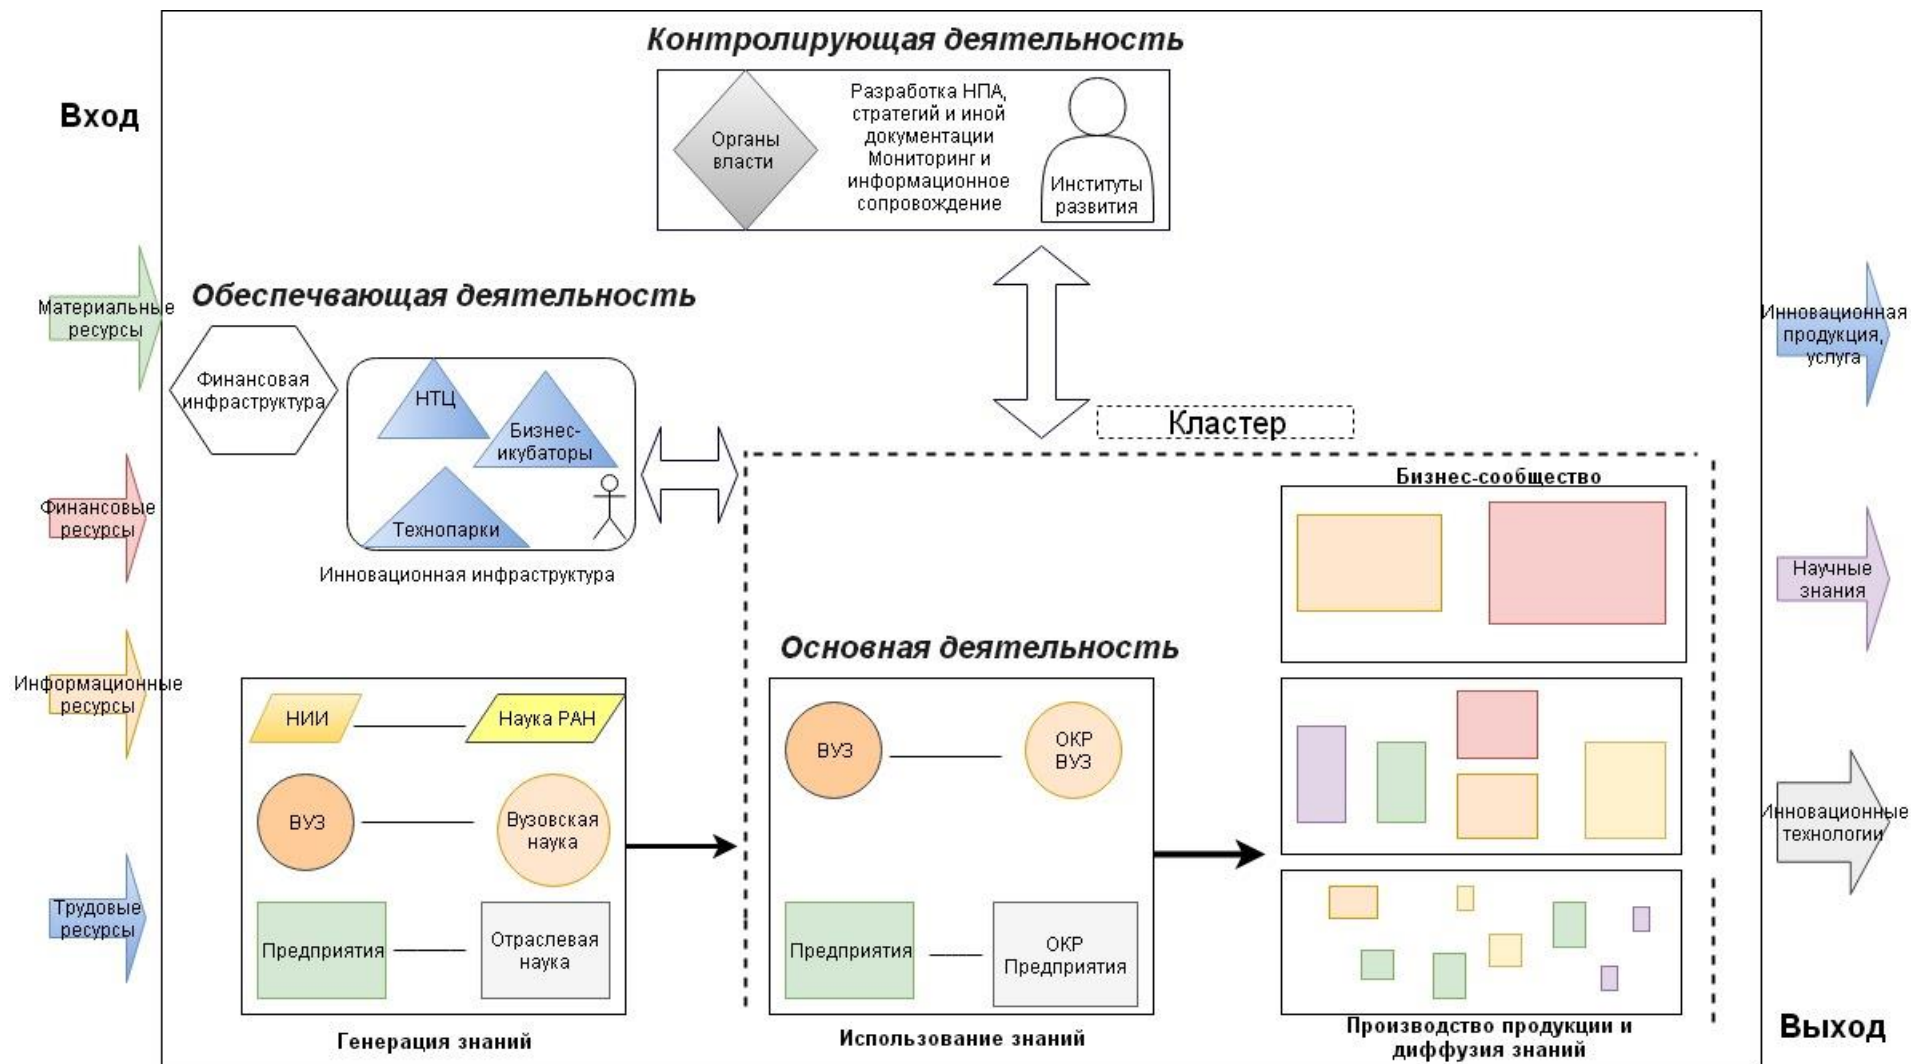 Контролирующая деятельность
Вход
Органы
власти
Разработка НПА,
стратегий и иной
документации
Мониторинг и
информационное
сопровождение
Институты
развития
Обеспечвающая деятельность
Материальные
ресурсы
Финансовая
инфраструктура
НТЦ
Бизнес-
икубаторы
Технопарки
Инновационная инфраструктура
Инновационная
продукция,
услуга
Кластер
Бизнес-сообщество
Финансовые
ресурсы
Научные
знания
Основная деятельность
Информационные
ресурсы
НИИ
Наука РАН
ВУЗ
Вузовская
наука
Предприятия
Отраслевая
наука
Генерация знаний
ВУЗ
ОКР
ВУЗ
Предприятия
ОКР
Предприятия
Использование знаний
Производство продукции и
диффузия знаний
Инновационные
технологии
Трудовые
ресурсы
Выход